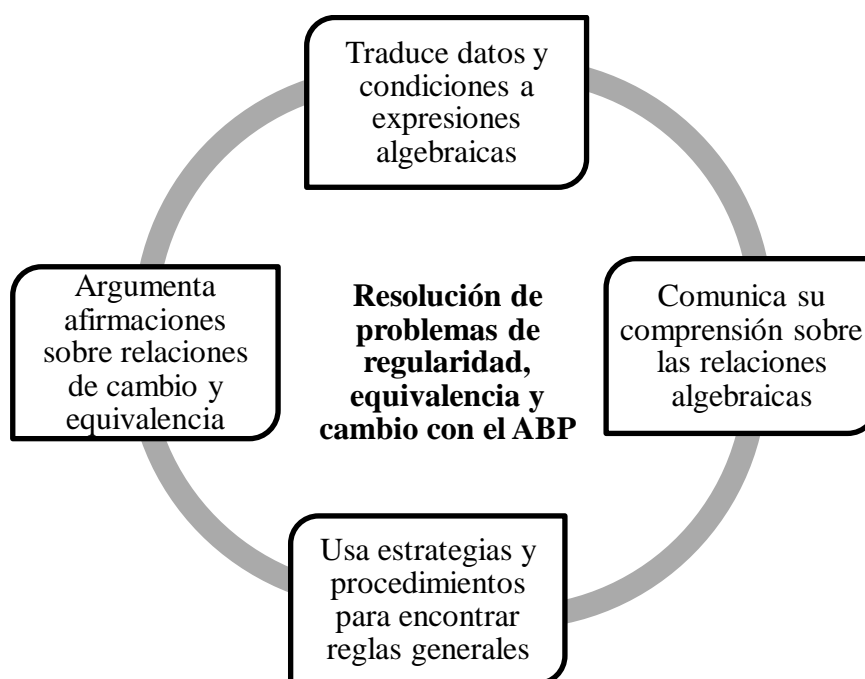 Traduce datos y
condiciones a
expresiones
algebraicas
Argumenta
afirmaciones
sobre relaciones
de cambio y
equivalencia
Resolución de
problemas de
regularidad,
equivalencia y
cambio con el ABP
Comunica su
comprensión sobre
las relaciones
algebraicas
Usa estrategias y
procedimientos
para encontrar
reglas generales